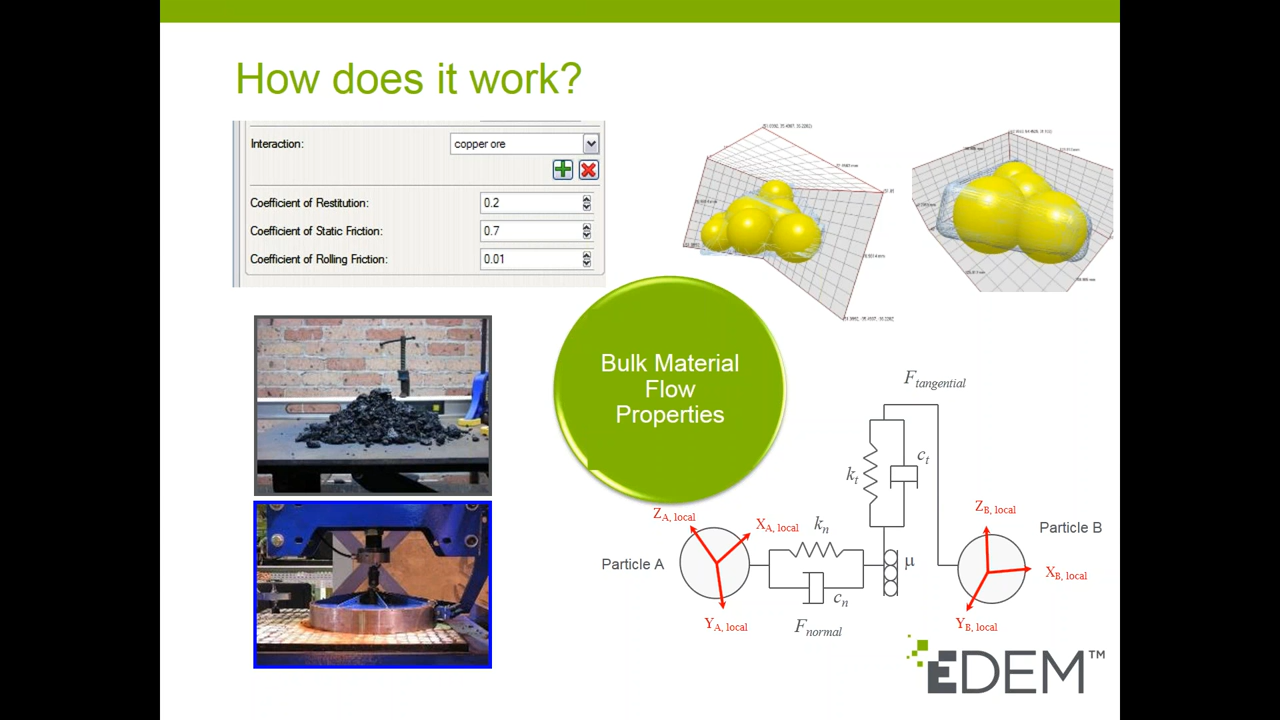 How does it work?
Interaction:
copper ore
Coefficient of Restitution:
0.2
Coefficient of Static Friction:
0.7
Coefficient of Rolling Friction:
0.01
Bulk Material
Flow
Properties
F tangential
c t
k t
Z A, local
X A, local
k n
Z B, local
Particle B
Particle A
μ
X B, local
c n
Y A, local
F normal
Y B, local
EDEM™